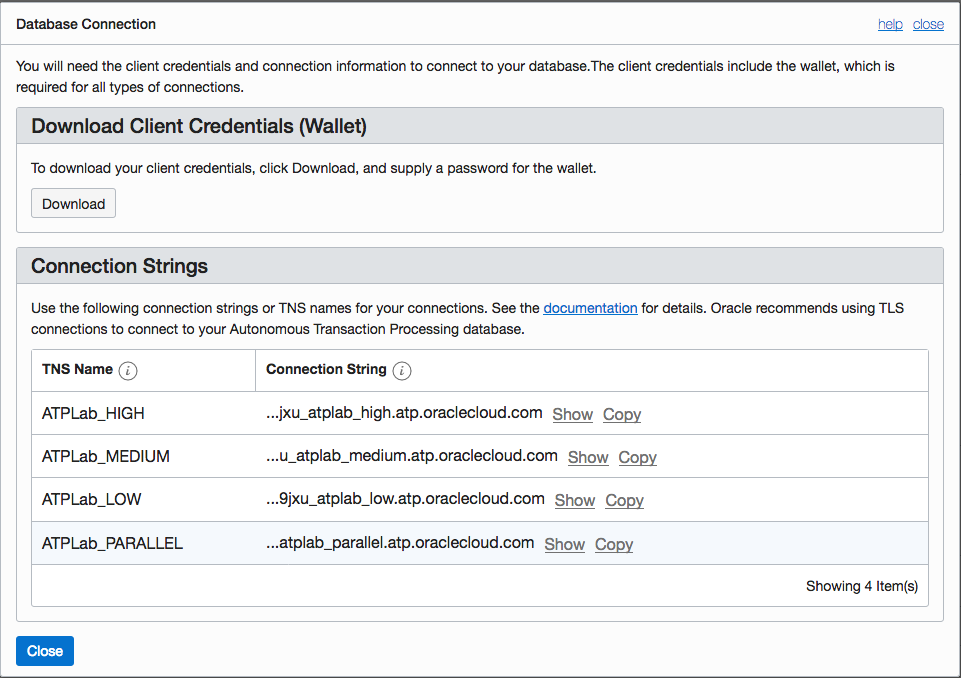 Database Connection help close
You will need the client credentials and connection information to connect to your database.The client credentials include the wallet, which is
required for all types of connections.
Download Client Credentials (Wallet)
To download your client credentials, click Download, and supply a password for the wallet.
Download
Connection Strings
Use the following connection strings or TNS names for your connections. See the documentation for details. Oracle recommends using TLS
connections to connect to your Autonomous Transaction Processing database.
TNS Name i Connection String i
ATPLab_HIGH ...jxu_atplab_high.atp.oraclecloud.com Show Copy
ATPLab_MEDIUM ...u_atplab_medium.atp.oraclecloud.com Show Copy
ATPLab_LOW ...9jxu_atplab_low.atp.oraclecloud.com Show Copy
ATPLab_PARALLEL ...atplab_parallel.atp.oraclecloud.com Show Copy
Showing 4 Item(s)
Close